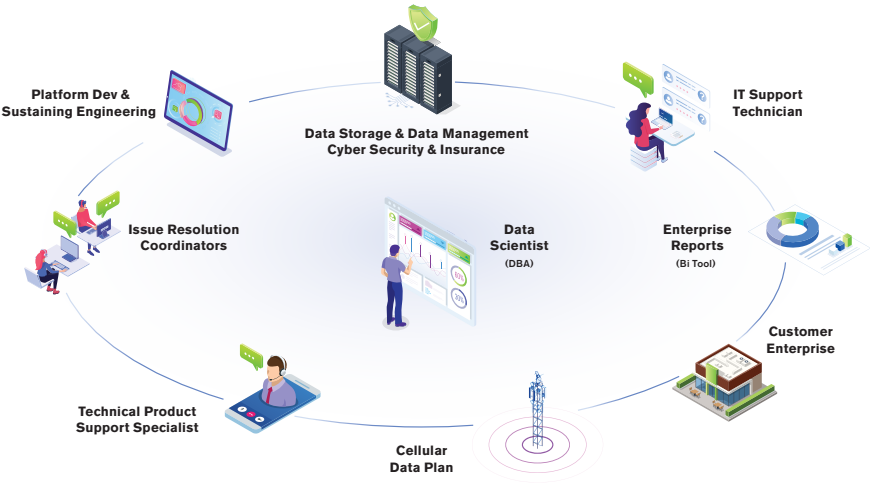 Platform Dev &
Sustaining Engineering
Data Storage & Data Management
Cyber Security & Insurance
IT Support
Technician
Issue Resolution
Coordinators
Data
Scientist
(DBA)
Enterprise
Reports
(Bi Tool)
Customer
Enterprise
Technical Product
Support Specialist
Cellular
Data Plan